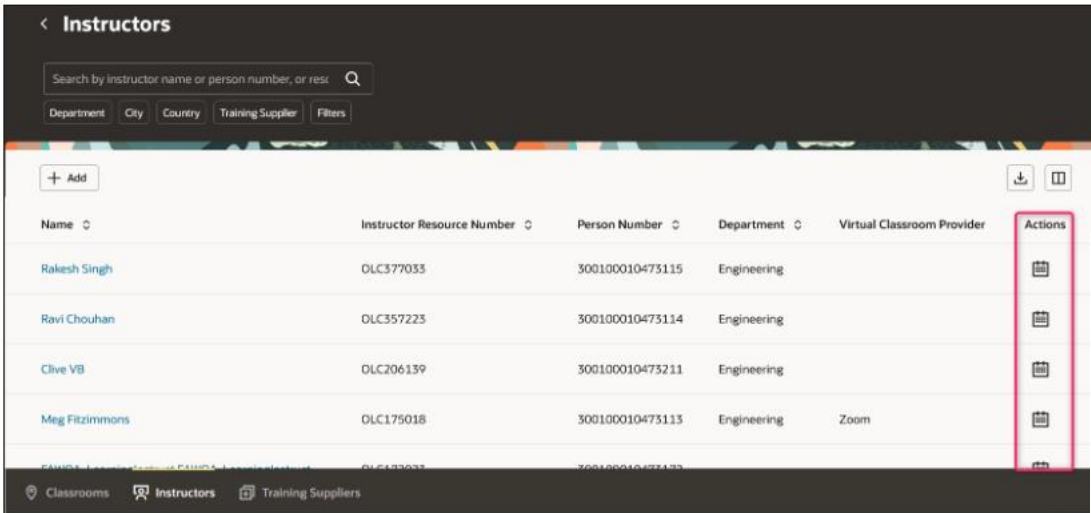 Instructors
Search by instructor name or person number, or resc
Department City Country Training Supplier Filters
+ Add
Name Instructor Resource Number Person Number Department Virtual Classroom Provider Actions
Rakesh Singh OLC377033 300100010473115 Engineering
Ravi Chouhan OLC357223 300100010473114 Engineering
Clive VB OLC206139 300100010473211 Engineering
Meg Fitzimmons OLC175018 300100010473113 Engineering Zoom
Classrooms Instructors Training Suppliers